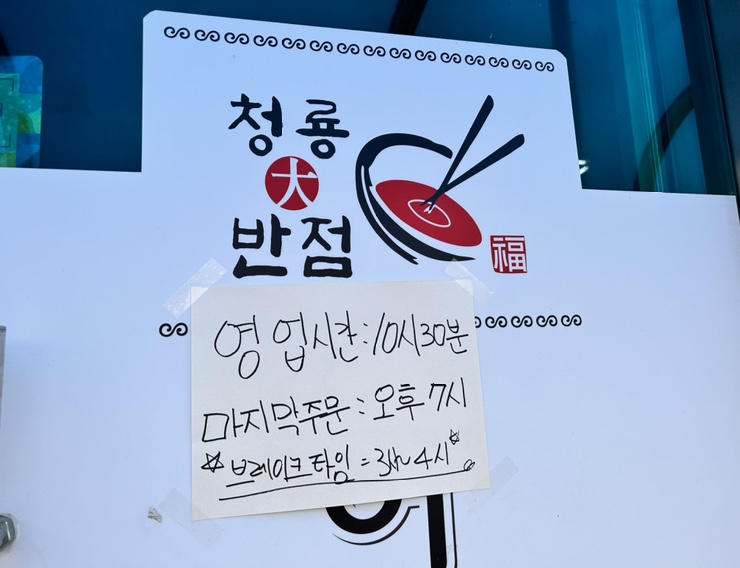 청룡
大
반점
福
영업시간:10시30분
마지막주문:오후7시
☆브레이크타임=3시~4시☆